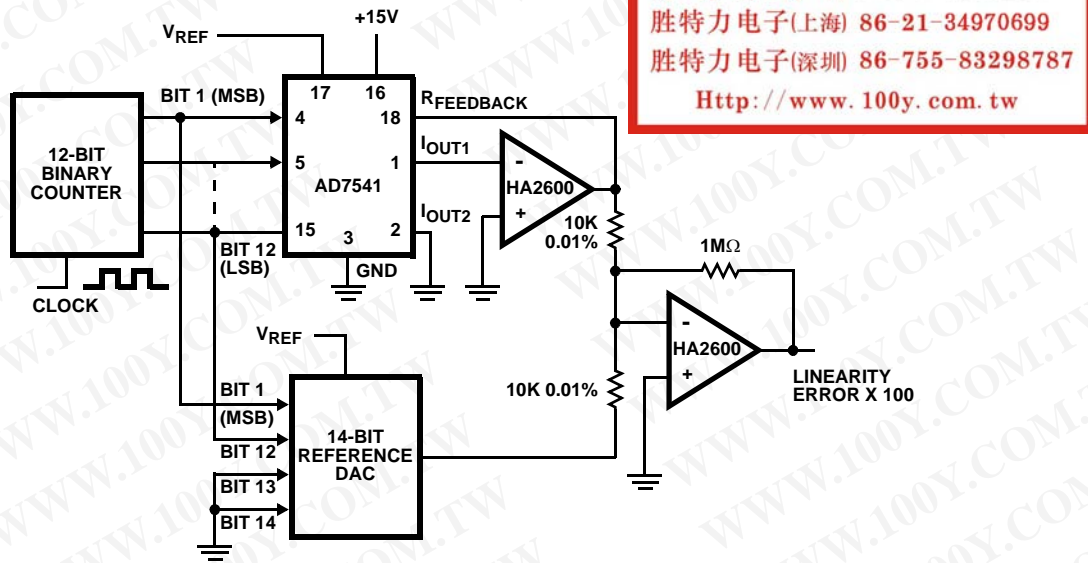 胜特力电子(上海) 86-21-34970699
胜特力电子(深圳) 86-755-83298787
Http://www.100y.com.tw
+15V
VREF
BIT 1 (MSB)
17
16
RFEEDBACK
4
18
12-BIT
BINARY
COUNTER
5
1
IOUT1
AD7541
HA2600
-
+
15
2
IOUT2
3
BIT 12
(LSB)
GND
CLOCK
10K
0.01%
1MΩ
HA2600
-
+
LINEARITY
ERROR X 100
VREF
10K 0.01%
BIT 1
(MSB)
14-BIT
REFERENCE
DAC
BIT 12
BIT 13
BIT 14
WWW.100Y.COM.TW